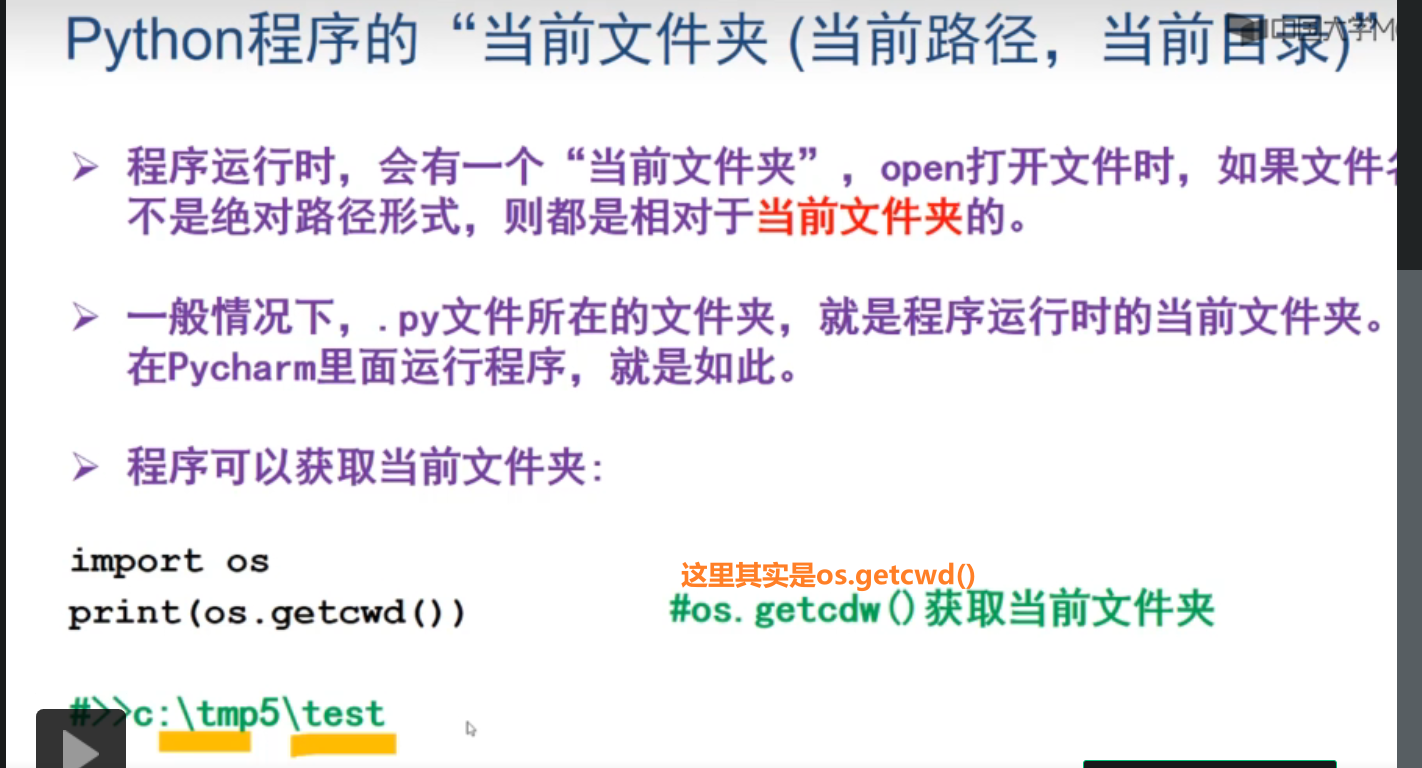 Python程序的“当前文件夹 (当前路径，当前目录)”
中国大学M
➢ 程序运行时，会有一个“当前文件夹”，open打开文件时，如果文件名
不是绝对路径形式，则都是相对于当前文件夹的。
➢ 一般情况下，.py文件所在的文件夹，就是程序运行时的当前文件夹。
在Pycharm里面运行程序，就是如此。
➢ 程序可以获取当前文件夹:
import os
这里其实是os.getcwd()
print(os.getcwd()) #os.getcdw()获取当前文件夹
#>>c:\tmp5\test